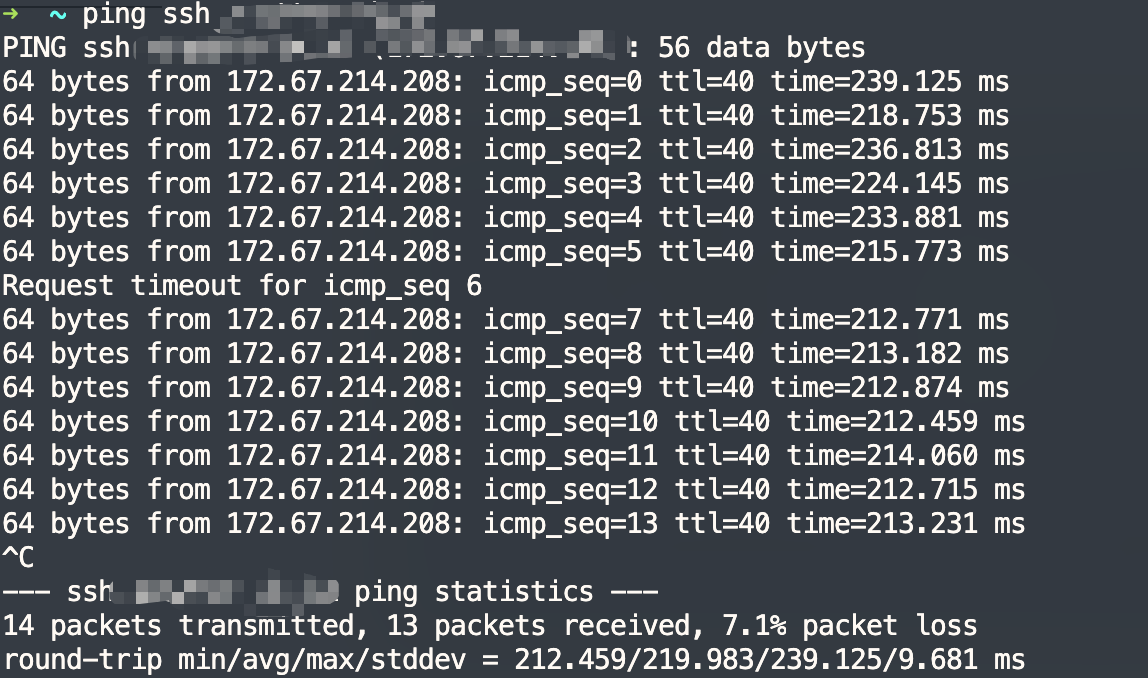 → ~ ping ssh
PING ssh : 56 data bytes
64 bytes from 172.67.214.208: icmp_seq=0 ttl=40 time=239.125 ms
64 bytes from 172.67.214.208: icmp_seq=1 ttl=40 time=218.753 ms
64 bytes from 172.67.214.208: icmp_seq=2 ttl=40 time=236.813 ms
64 bytes from 172.67.214.208: icmp_seq=3 ttl=40 time=224.145 ms
64 bytes from 172.67.214.208: icmp_seq=4 ttl=40 time=233.881 ms
64 bytes from 172.67.214.208: icmp_seq=5 ttl=40 time=215.773 ms
Request timeout for icmp_seq 6
64 bytes from 172.67.214.208: icmp_seq=7 ttl=40 time=212.771 ms
64 bytes from 172.67.214.208: icmp_seq=8 ttl=40 time=213.182 ms
64 bytes from 172.67.214.208: icmp_seq=9 ttl=40 time=212.874 ms
64 bytes from 172.67.214.208: icmp_seq=10 ttl=40 time=212.459 ms
64 bytes from 172.67.214.208: icmp_seq=11 ttl=40 time=214.060 ms
64 bytes from 172.67.214.208: icmp_seq=12 ttl=40 time=212.715 ms
64 bytes from 172.67.214.208: icmp_seq=13 ttl=40 time=213.231 ms
^C
--- ssh ping statistics ---
14 packets transmitted, 13 packets received, 7.1% packet loss
round-trip min/avg/max/stddev = 212.459/219.983/239.125/9.681 ms